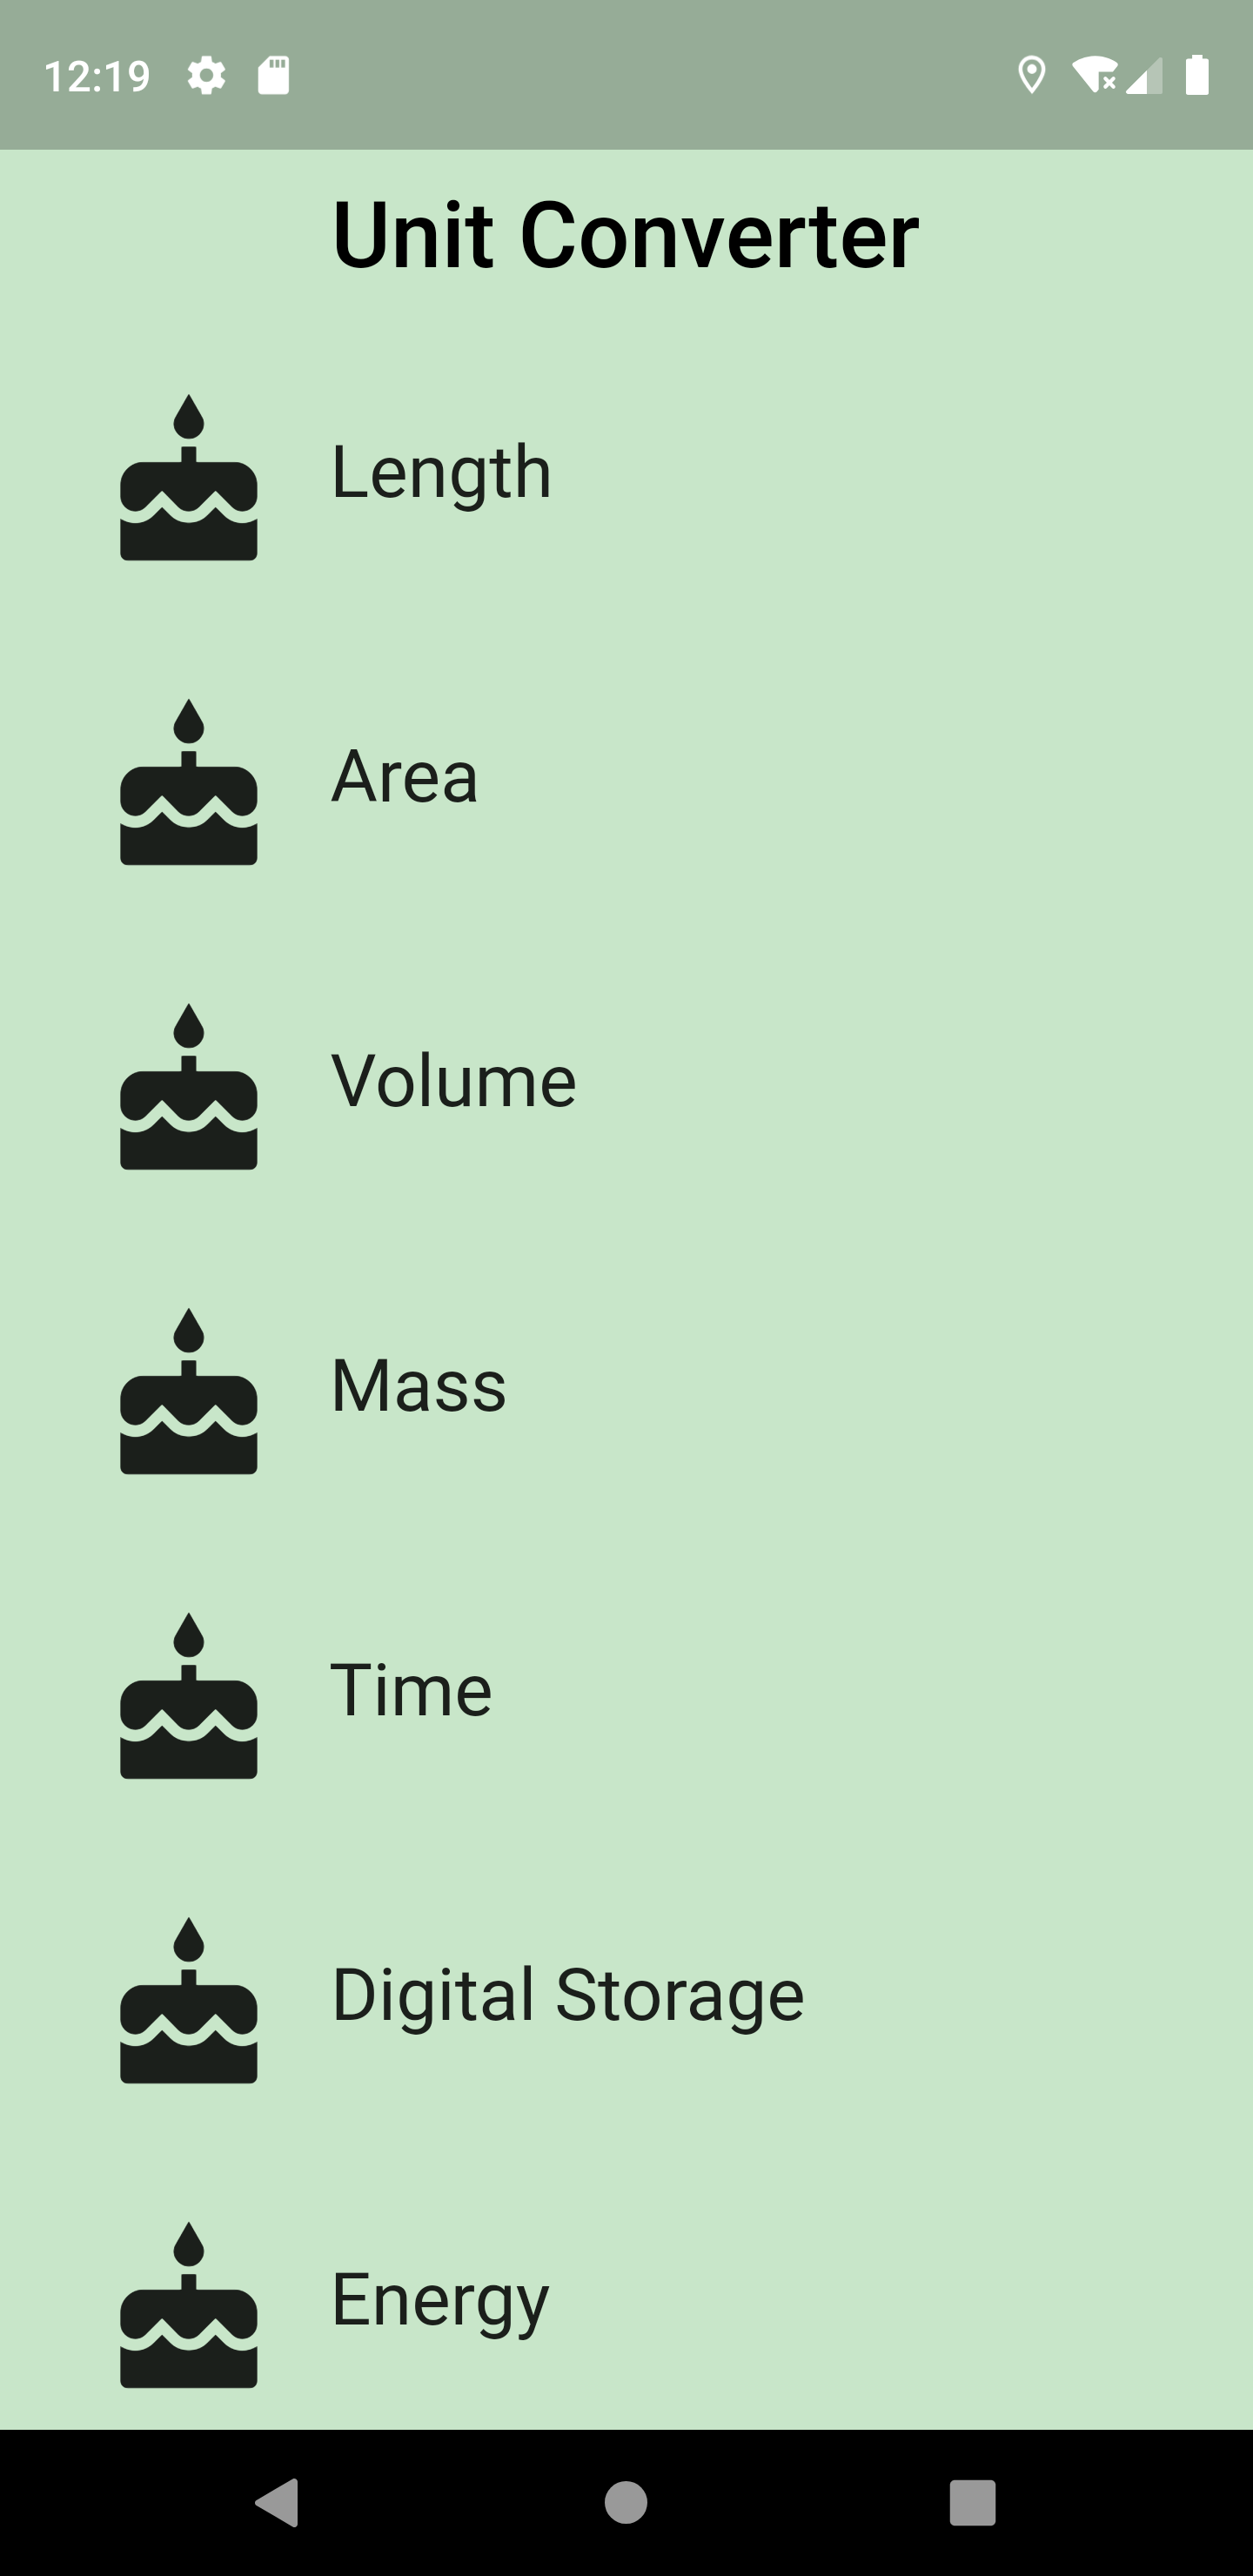 12:19
Unit Converter
Length
Area
Volume
Mass
Time
Digital Storage
Energy